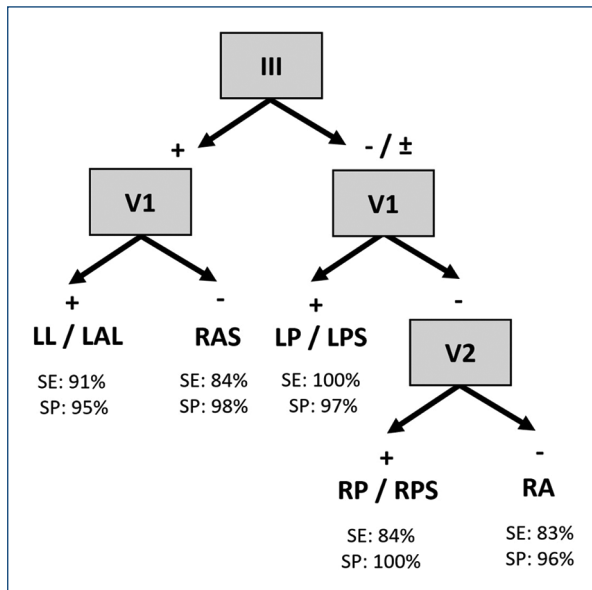 III
+
- / ±
V1
V1
+
-
+
-
LL / LAL
RAS
LP / LPS
SE: 91%
SP: 95%
SE: 84%
SP: 98%
SE: 100%
SP: 97%
V2
+
-
RP / RPS
RA
SE: 84%
SP: 100%
SE: 83%
SP: 96%